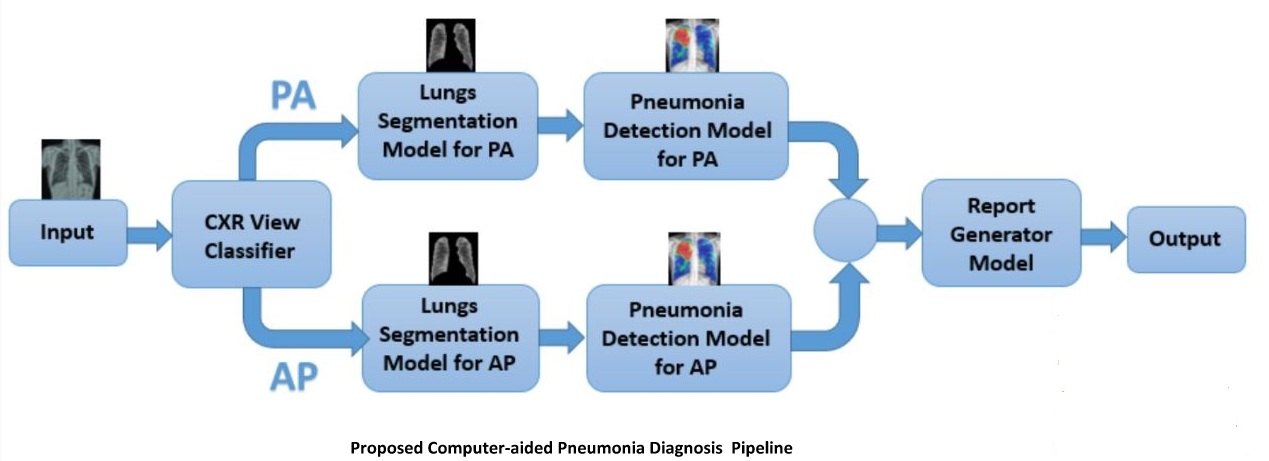 PA
Lungs
Segmentation
Model for PA
Pneumonia
Detection Model
for PA
Input
CXR View
Classifier
Report
Generator
Model
Output
AP
Lungs
Segmentation
Model for AP
Pneumonia
Detection Model
for AP
Proposed Computer-aided Pneumonia Diagnosis Pipeline